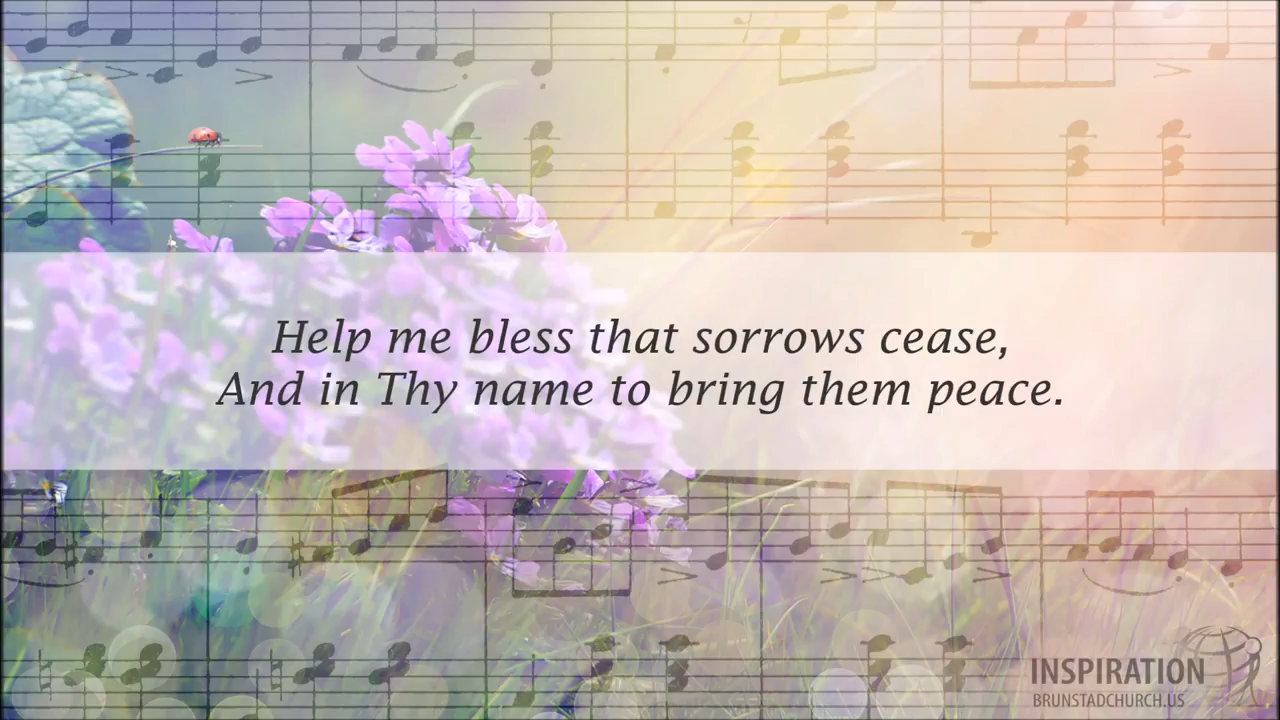 Help me bless that sorrows cease,
And in Thy name to bring them peace.
INSPIRATION
BRUNSTADCHURCH.US